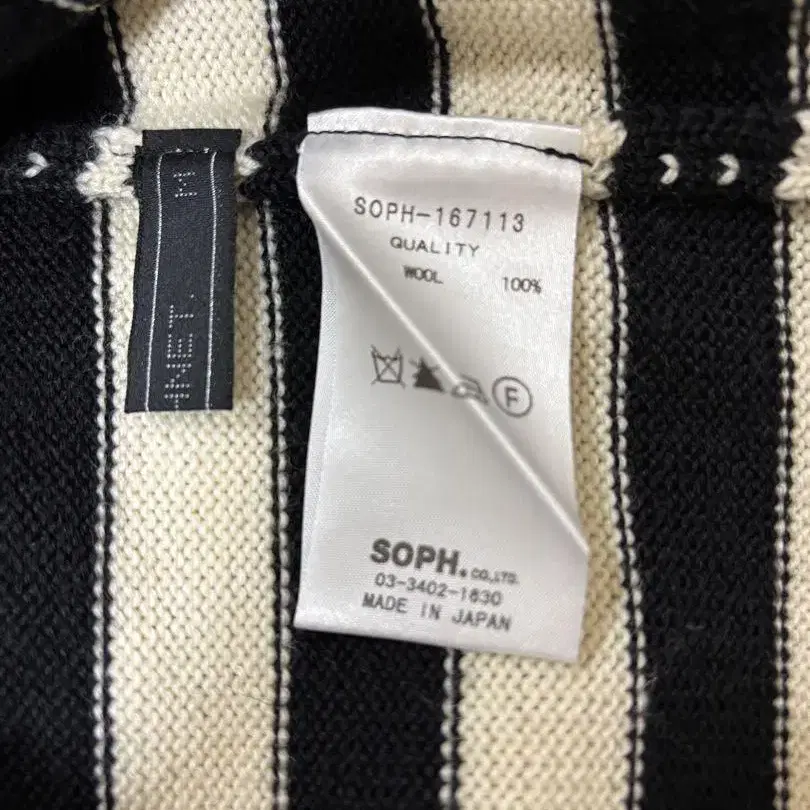 M
SOPH-167113
QUALITY
WOOL 100%
F
SOPH. CO.,LTD.
03-3402-1630
MADE IN JAPAN